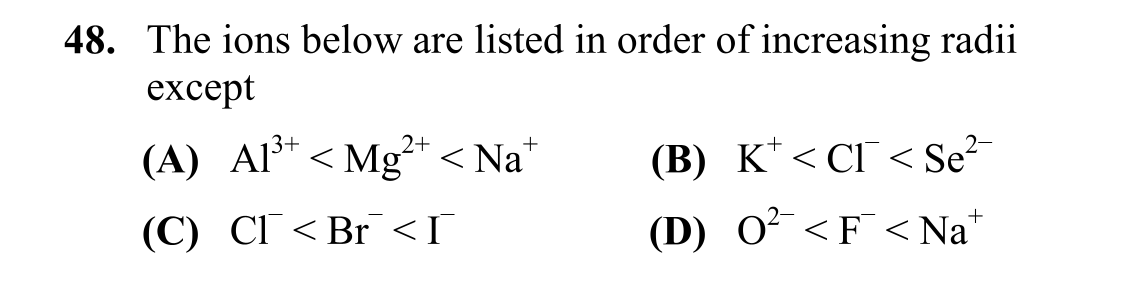 48. The ions below are listed in order of increasing radii
except
(A) Al³⁺ < Mg²⁺ < Na⁺ (B) K⁺ < Cl⁻ < Se²⁻
(C) Cl⁻ < Br⁻ < I⁻ (D) O²⁻ < F⁻ < Na⁺